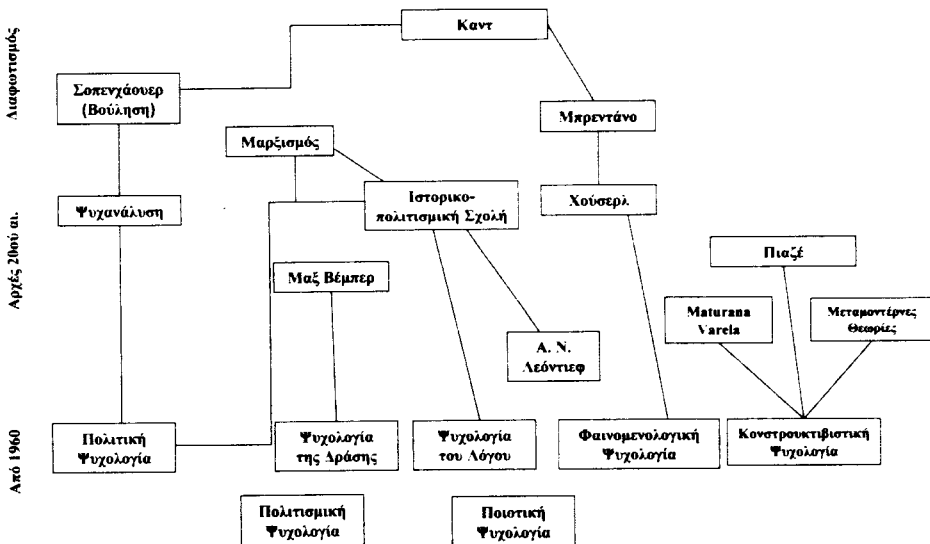 Διαφωτισμός
Καντ
Σοπενχάουερ
(Βούληση)
Μπρεντάνο
Μαρξισμός
Αρχές 20ου αι.
Ψυχανάλυση
Ιστορικο-
πολιτισμική Σχολή
Χούσερλ
Πιαζέ
Μαξ Βέμπερ
Maturana
Varela
Μεταμοντέρνες
Θεωρίες
Α. Ν.
Λεόντιεφ
Από 1960
Πολιτική
Ψυχολογία
Ψυχολογία
της Δράσης
Ψυχολογία
του Λόγου
Φαινομενολογική
Ψυχολογία
Κονστρουκτιβιστική
Ψυχολογία
Πολιτισμική
Ψυχολογία
Ποιοτική
Ψυχολογία